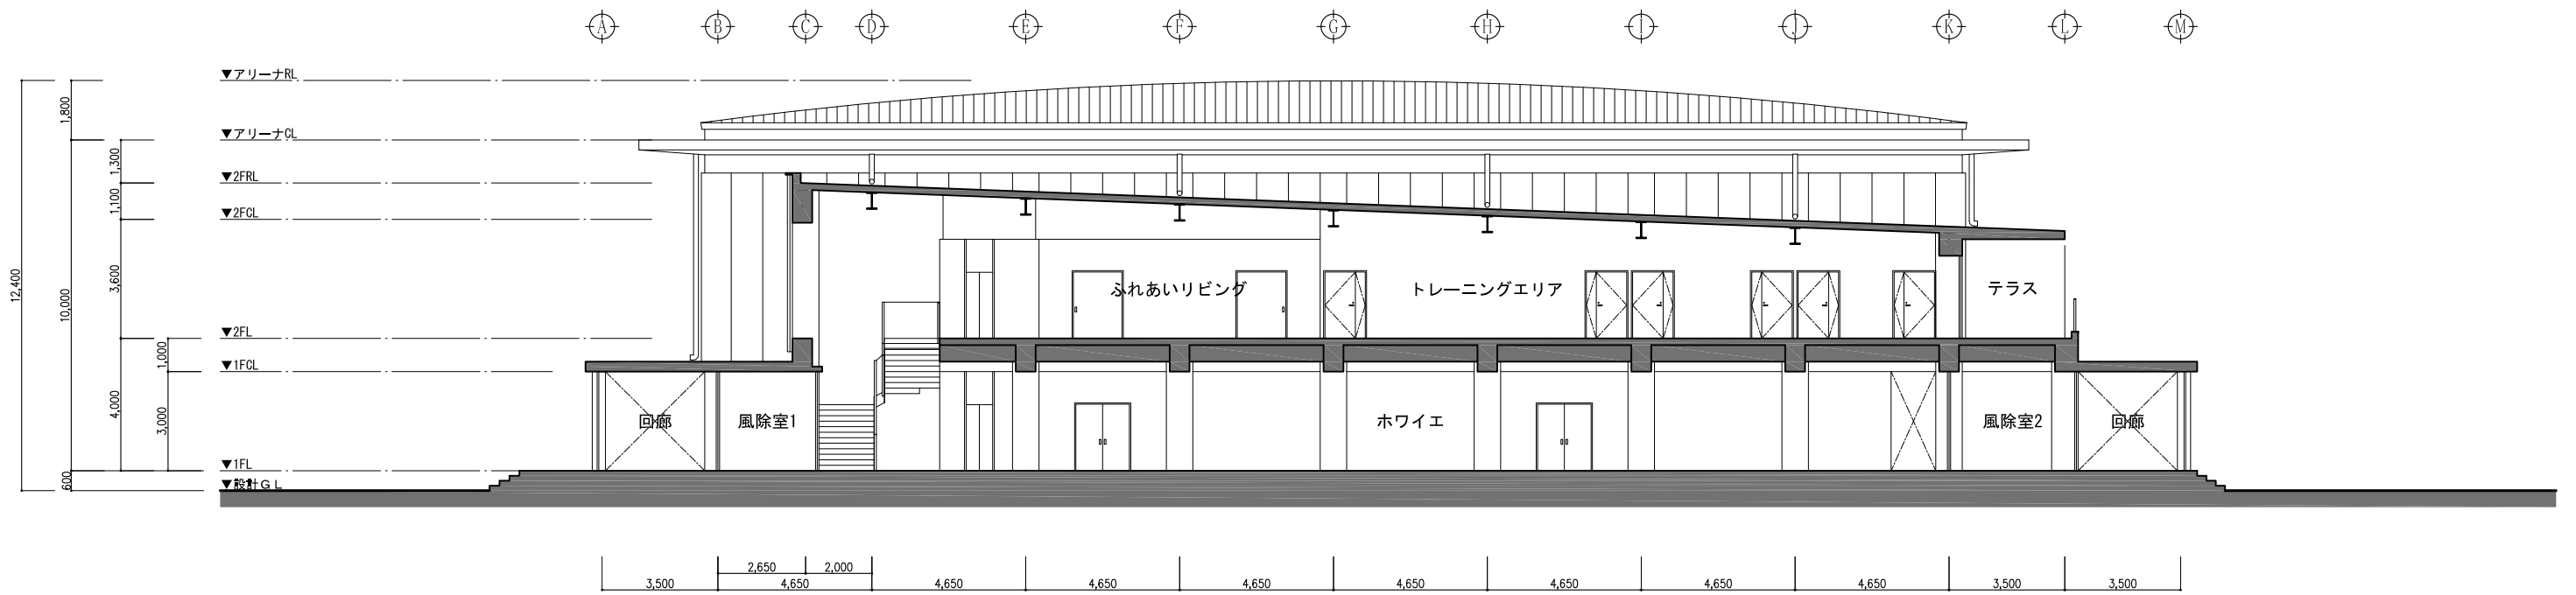 A B C D E F G H I J K L M
▼アリーナRL
▼アリーナCL
▼2FRL
▼2FCL
▼2FL
▼1FCL
▼1FL
▼設計GL
12,400
1,800
10,000
600
1,300
1,100
3,600
4,000
1,000
3,000
ふれあいリビング トレーニングエリア テラス
回廊 風除室1 ホワイエ 風除室2 回廊
2,650 2,000
3,500 4,650 4,650 4,650 4,650 4,650 4,650 4,650 4,650 3,500 3,500